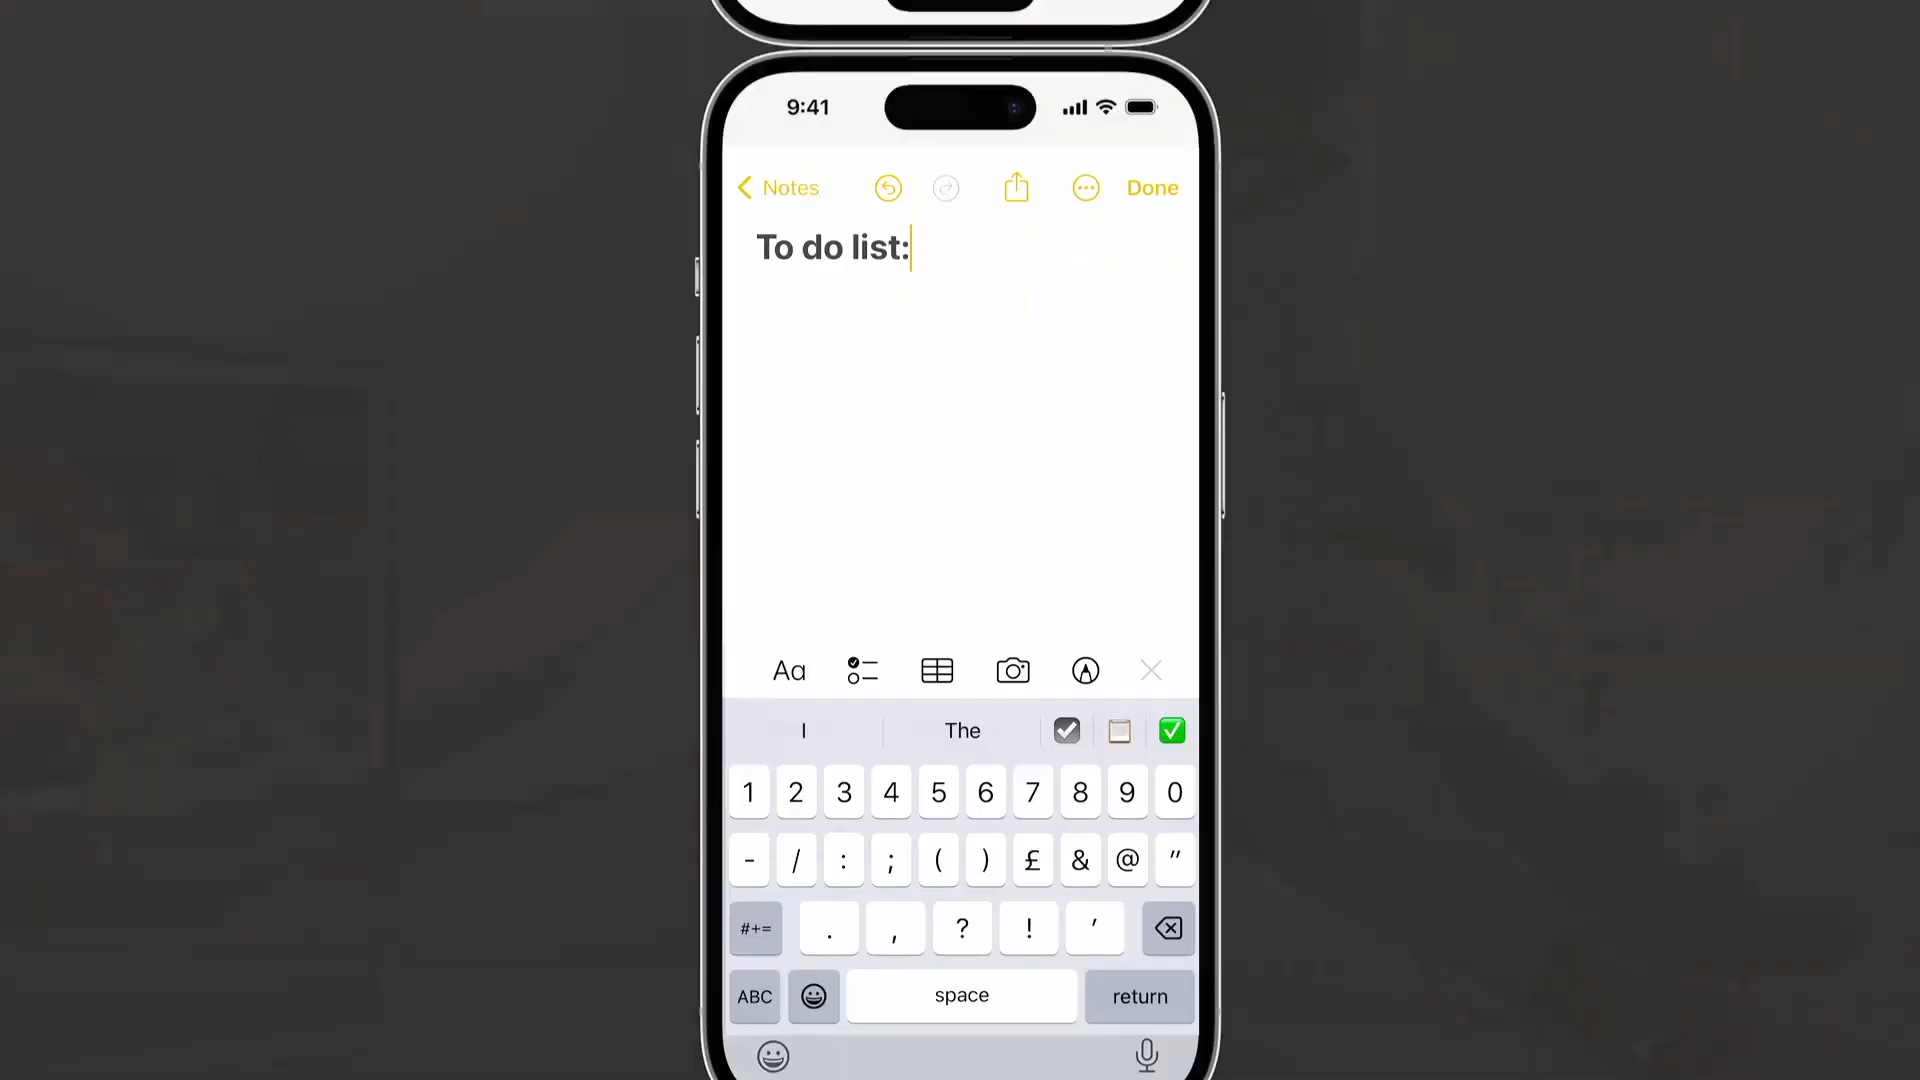 9:41
Notes
Done
To do list:
Aa
I The
1 2 3 4 5 6 7 8 9 0
- / : ; ( ) £ & @ "
#+= . , ? ! '
ABC space return